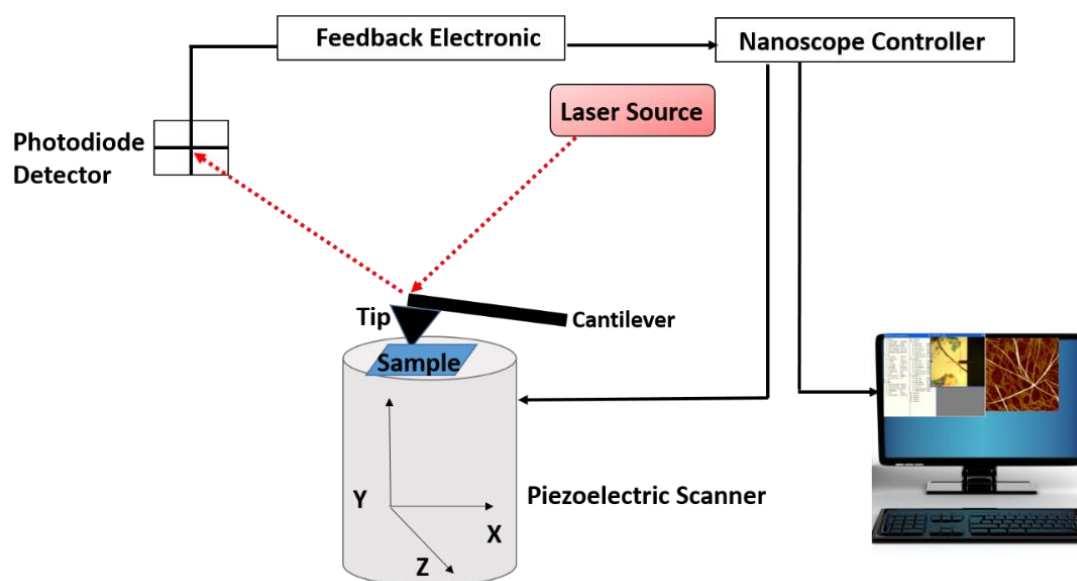 Feedback Electronic
Nanoscope Controller
Laser Source
Photodiode
Detector
Tip
Cantilever
Sample
Y
X
Z
Piezoelectric Scanner